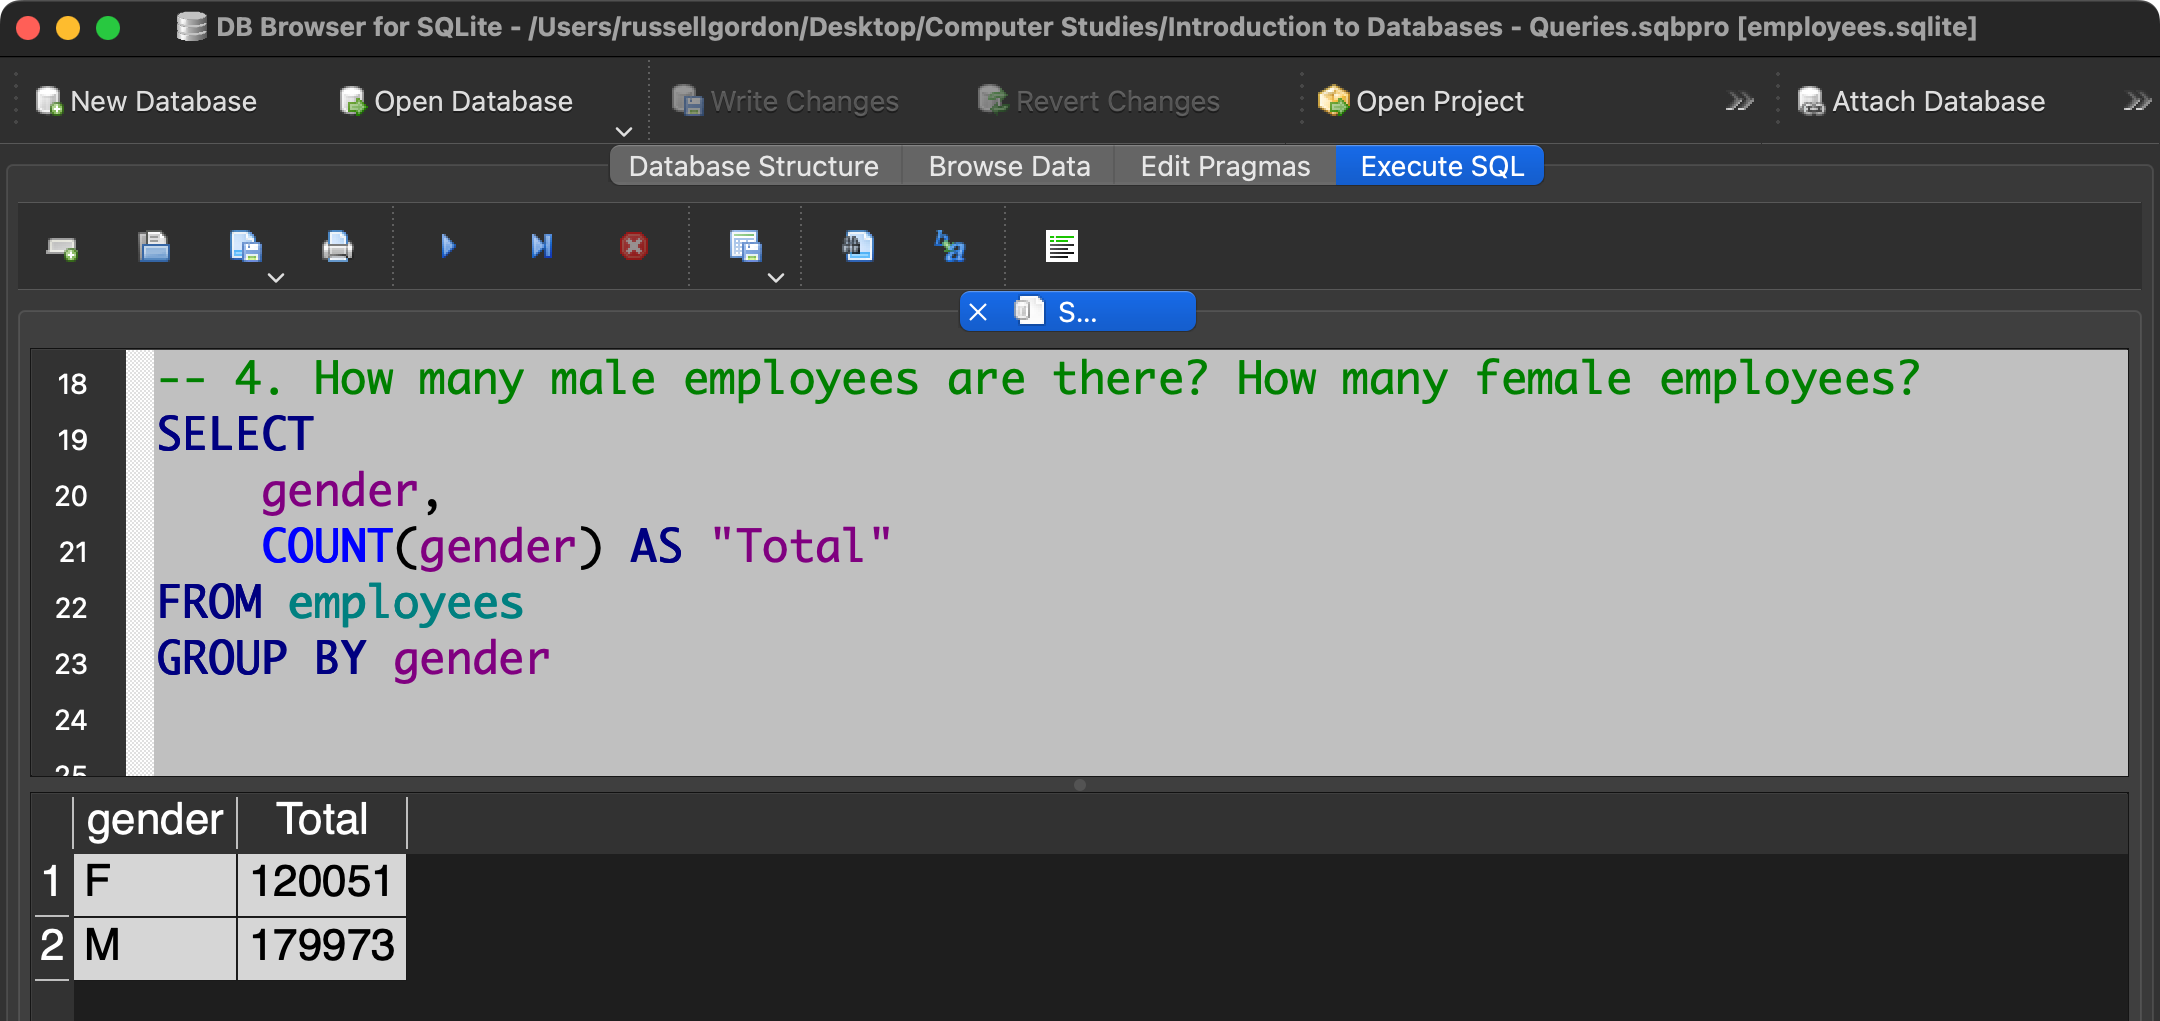 DB Browser for SQLite - /Users/russellgordon/Desktop/Computer Studies/Introduction to Databases - Queries.sqbpro [employees.sqlite]
New Database Open Database Write Changes Revert Changes Open Project Attach Database
Database Structure Browse Data Edit Pragmas Execute SQL
S...
18 -- 4. How many male employees are there? How many female employees?
19 SELECT
20 gender,
21 COUNT(gender) AS "Total"
22 FROM employees
23 GROUP BY gender
24
25
gender Total
1 F 120051
2 M 179973